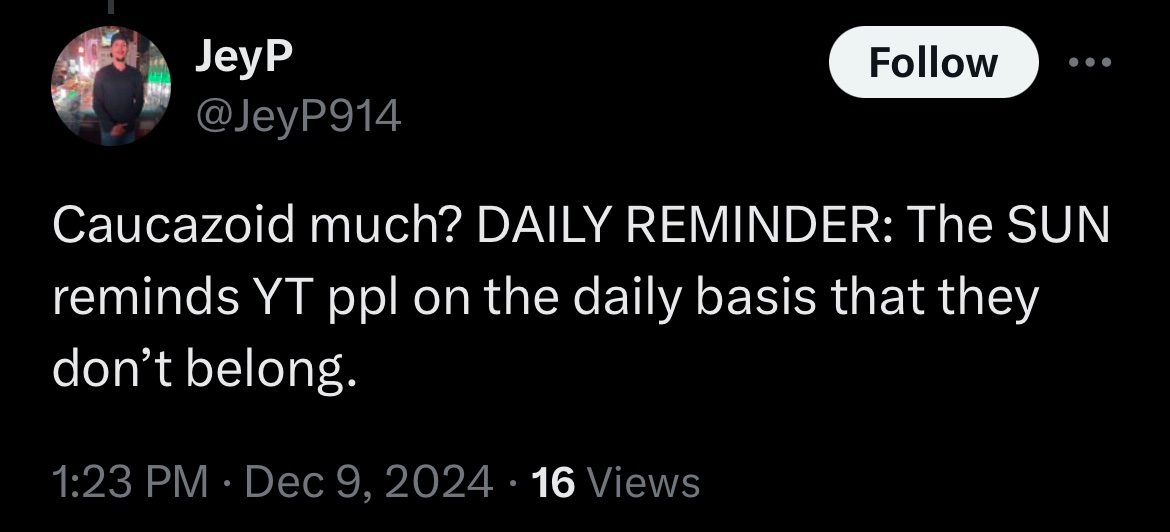 JeyP
Follow
@JeyP914
Caucazoid much? DAILY REMINDER: The SUN
reminds YT ppl on the daily basis that they
don’t belong.
1:23 PM · Dec 9, 2024 · 16 Views